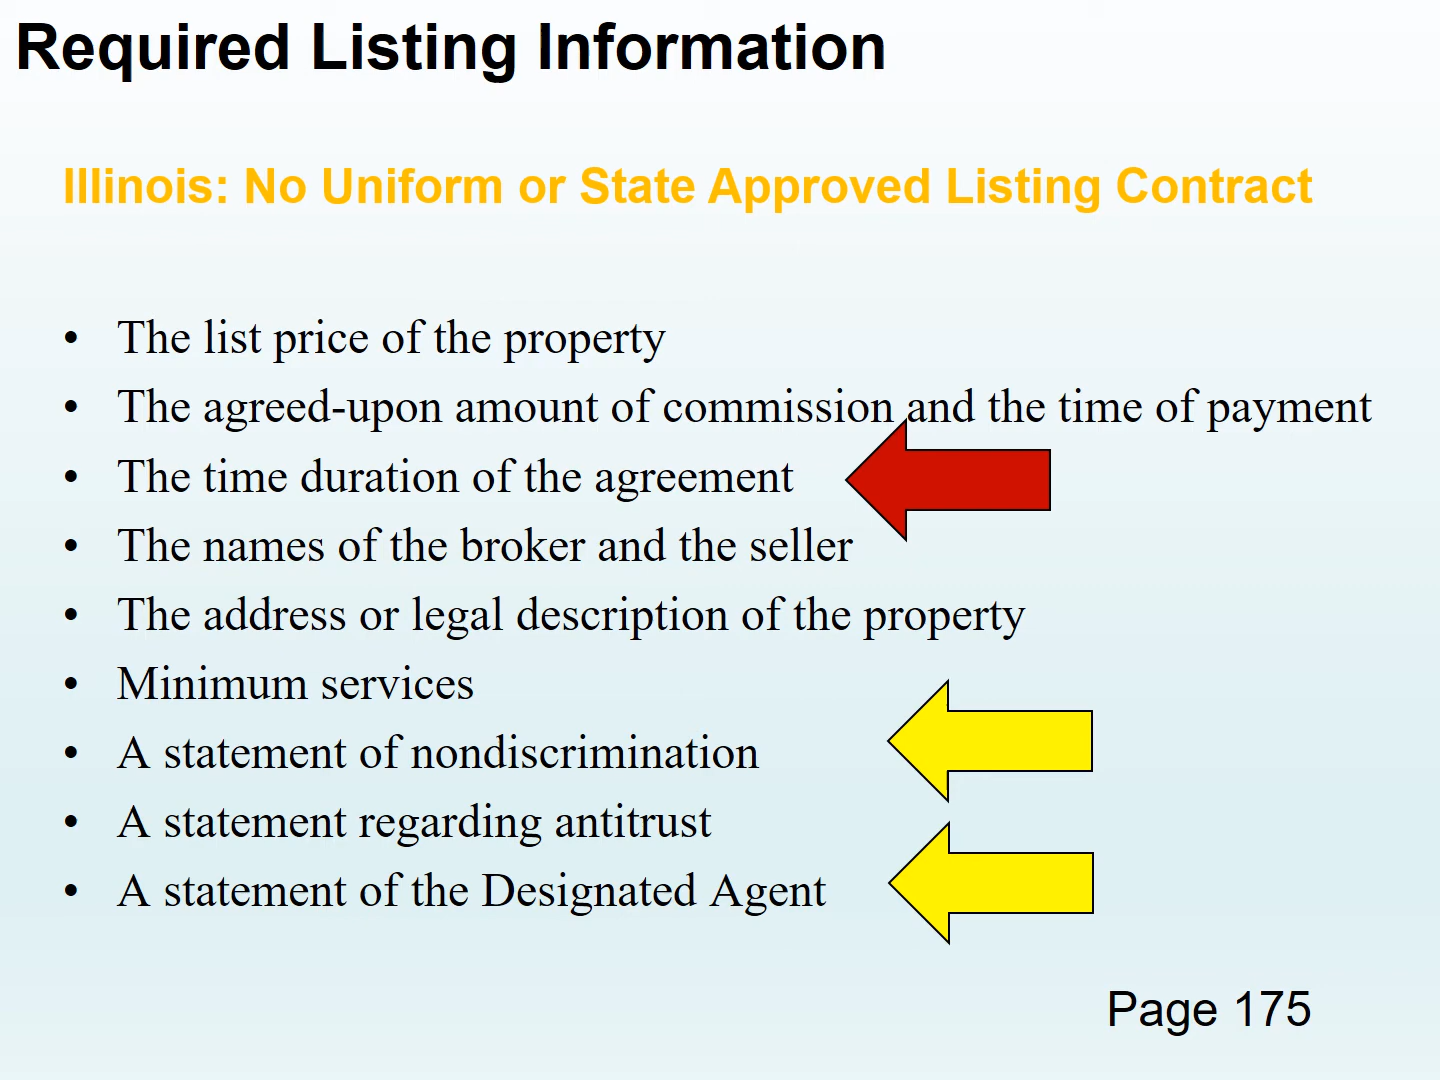 Required Listing Information
Illinois: No Uniform or State Approved Listing Contract
• The list price of the property
• The agreed-upon amount of commission and the time of payment
• The time duration of the agreement
• The names of the broker and the seller
• The address or legal description of the property
• Minimum services
• A statement of nondiscrimination
• A statement regarding antitrust
• A statement of the Designated Agent
Page 175